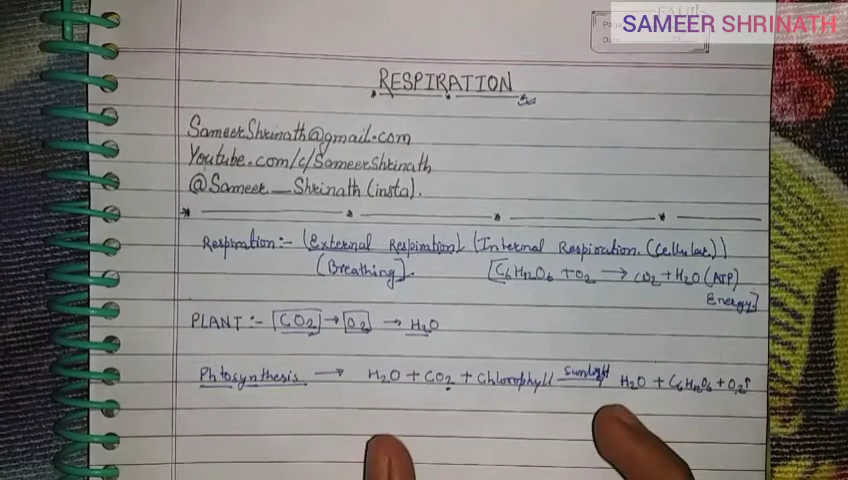 SAMEER SHRINATH
RESPIRATION
SameerShrinath@gmail.com
Youtube.com/c/SameerShrinath
@Sameer_Shrinath (insta).
Respiration:- (External Respiration) (Internal Respiration. (Cellular))
(Breathing). [C6H12O6 + O2 → CO2 + H2O (ATP)
Energy.]
PLANT :- CO2 → O2 → H2O
Phtosynthesis → H2O + CO2 + Chlorophyll Sunlight H2O + C6H12O6 + O2↑